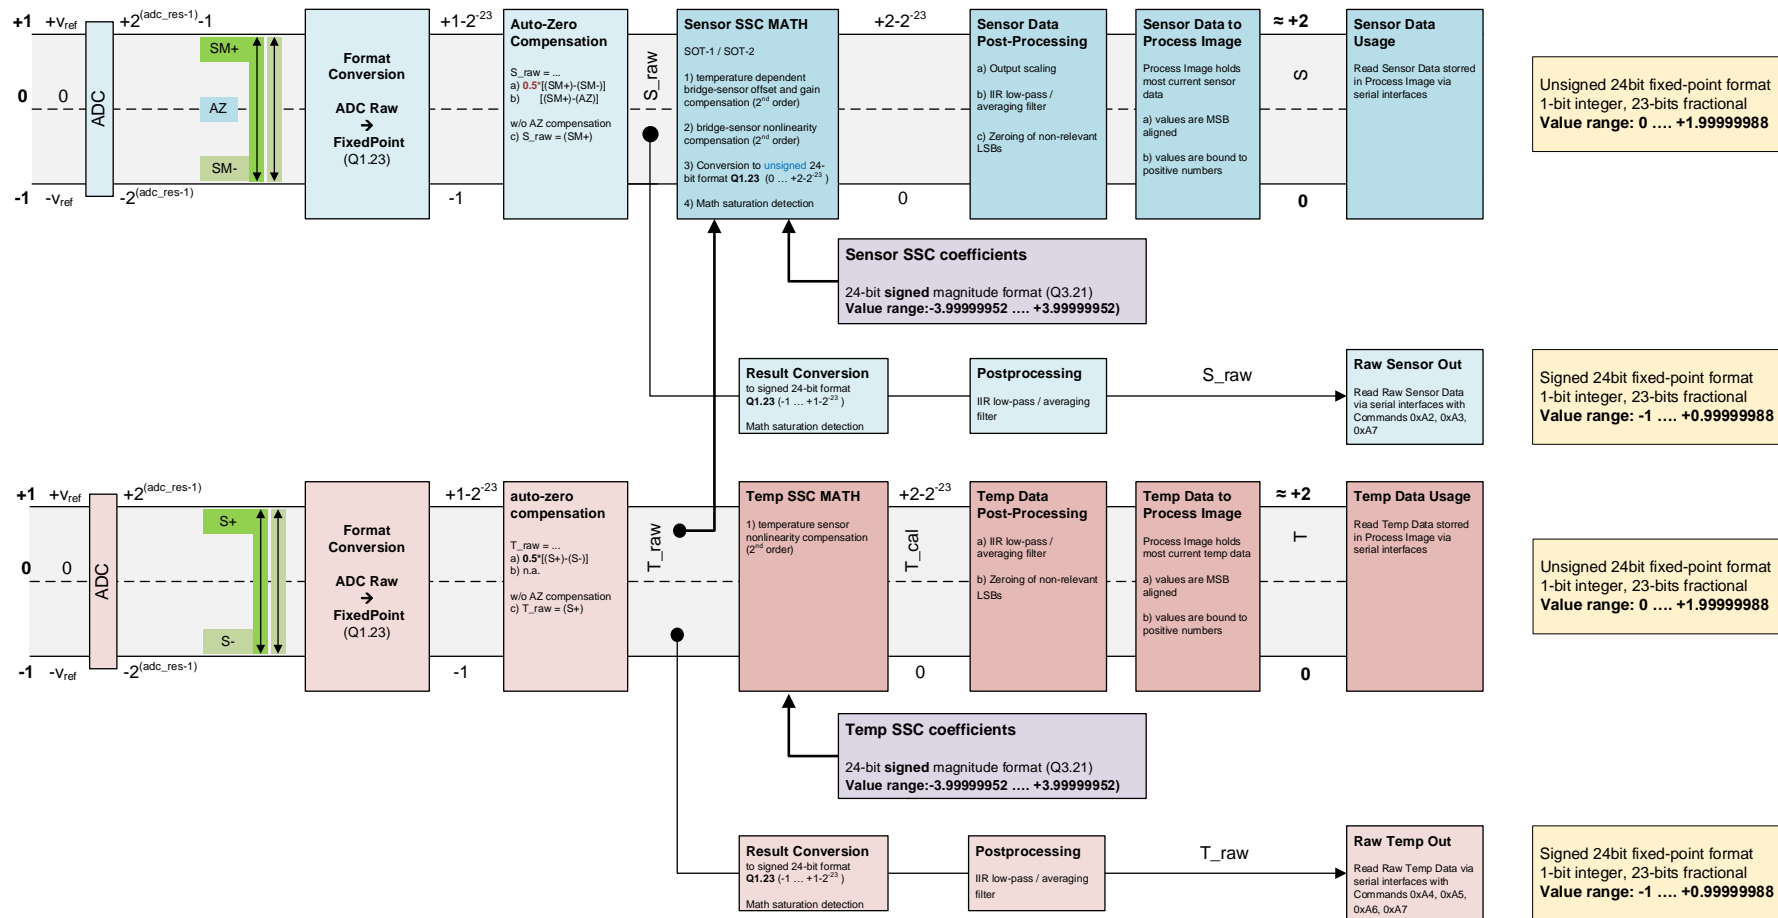 +1
+v_ref
+2^(adc_res-1)-1
0
0
-1
-v_ref
-2^(adc_res-1)
ADC
SM+
AZ
SM-
Format
Conversion
ADC Raw
→
FixedPoint
(Q1.23)
+1-2^-23
-1
Auto-Zero
Compensation
S_raw = ...
a) 0.5*[(SM+)-(SM-)]
b) [(SM+)-(AZ)]
w/o AZ compensation
c) S_raw = (SM+)
S_raw
Sensor SSC MATH
SOT-1 / SOT-2
1) temperature dependent
bridge-sensor offset and gain
compensation (2nd order)
2) bridge-sensor nonlinearity
compensation (2nd order)
3) Conversion to unsigned 24-
bit format Q1.23 (0 ... +2-2^-23 )
4) Math saturation detection
+2-2^-23
0
Sensor Data
Post-Processing
a) Output scaling
b) IIR low-pass /
averaging filter
c) Zeroing of non-relevant
LSBs
Sensor Data to
Process Image
Process Image holds
most current sensor
data
a) values are MSB
aligned
b) values are bound to
positive numbers
≈ +2
S
0
Sensor Data
Usage
Read Sensor Data storred
in Process Image via
serial interfaces
Unsigned 24bit fixed-point format
1-bit integer, 23-bits fractional
Value range: 0 .... +1.99999988
Sensor SSC coefficients
24-bit signed magnitude format (Q3.21)
Value range:-3.99999952 .... +3.99999952)
Result Conversion
to signed 24-bit format
Q1.23 (-1 ... +1-2^-23 )
Math saturation detection
Postprocessing
IIR low-pass / averaging
filter
S_raw
Raw Sensor Out
Read Raw Sensor Data
via serial interfaces with
Commands 0xA2, 0xA3,
0xA7
Signed 24bit fixed-point format
1-bit integer, 23-bits fractional
Value range: -1 .... +0.99999988
+1
+v_ref
+2^(adc_res-1)
0
0
-1
-v_ref
-2^(adc_res-1)
ADC
S+
S-
Format
Conversion
ADC Raw
→
FixedPoint
(Q1.23)
+1-2^-23
-1
auto-zero
compensation
T_raw = ...
a) 0.5*[(S+)-(S-)]
b) n.a.
w/o AZ compensation
c) T_raw = (S+)
T_raw
Temp SSC MATH
1) temperature sensor
nonlinearity compensation
(2nd order)
+2-2^-23
T_cal
0
Temp Data
Post-Processing
a) IIR low-pass /
averaging filter
b) Zeroing of non-relevant
LSBs
Temp Data to
Process Image
Process Image holds
most current temp data
a) values are MSB
aligned
b) values are bound to
positive numbers
≈ +2
T
0
Temp Data Usage
Read Temp Data storred
in Process Image via
serial interfaces
Unsigned 24bit fixed-point format
1-bit integer, 23-bits fractional
Value range: 0 .... +1.99999988
Temp SSC coefficients
24-bit signed magnitude format (Q3.21)
Value range:-3.99999952 .... +3.99999952)
Result Conversion
to signed 24-bit format
Q1.23 (-1 ... +1-2^-23 )
Math saturation detection
Postprocessing
IIR low-pass / averaging
filter
T_raw
Raw Temp Out
Read Raw Temp Data via
serial interfaces with
Commands 0xA4, 0xA5,
0xA6, 0xA7
Signed 24bit fixed-point format
1-bit integer, 23-bits fractional
Value range: -1 .... +0.99999988